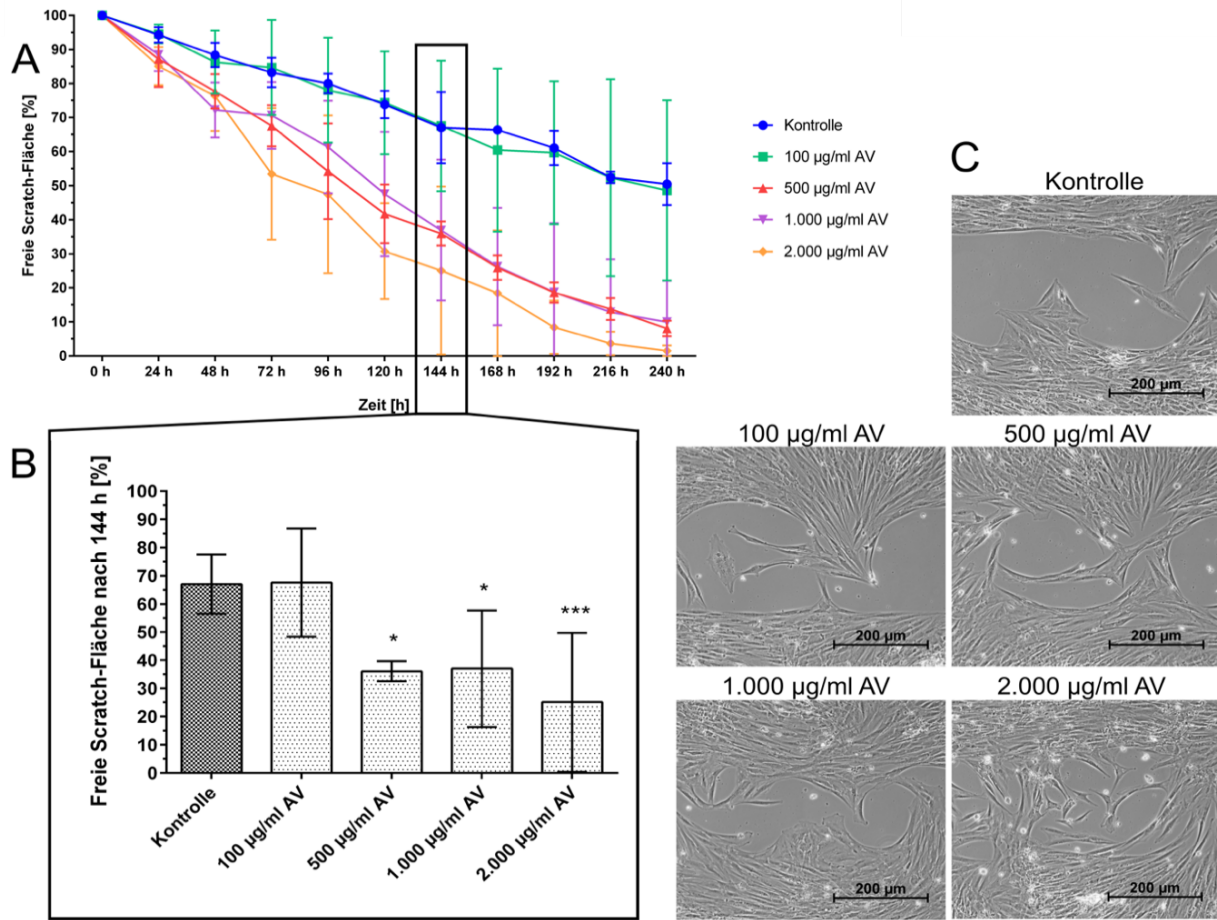 A
Freie Scratch-Fläche [%]
100
90
80
70
60
50
40
30
20
10
0
0 h 24 h 48 h 72 h 96 h 120 h 144 h 168 h 192 h 216 h 240 h
Zeit [h]
Kontrolle
100 µg/ml AV
500 µg/ml AV
1.000 µg/ml AV
2.000 µg/ml AV
B
Freie Scratch-Fläche nach 144 h [%]
100
90
80
70
60
50
40
30
20
10
0
*
*
***
Kontrolle
100 µg/ml AV
500 µg/ml AV
1.000 µg/ml AV
2.000 µg/ml AV
C
Kontrolle
200 µm
100 µg/ml AV
200 µm
500 µg/ml AV
200 µm
1.000 µg/ml AV
200 µm
2.000 µg/ml AV
200 µm